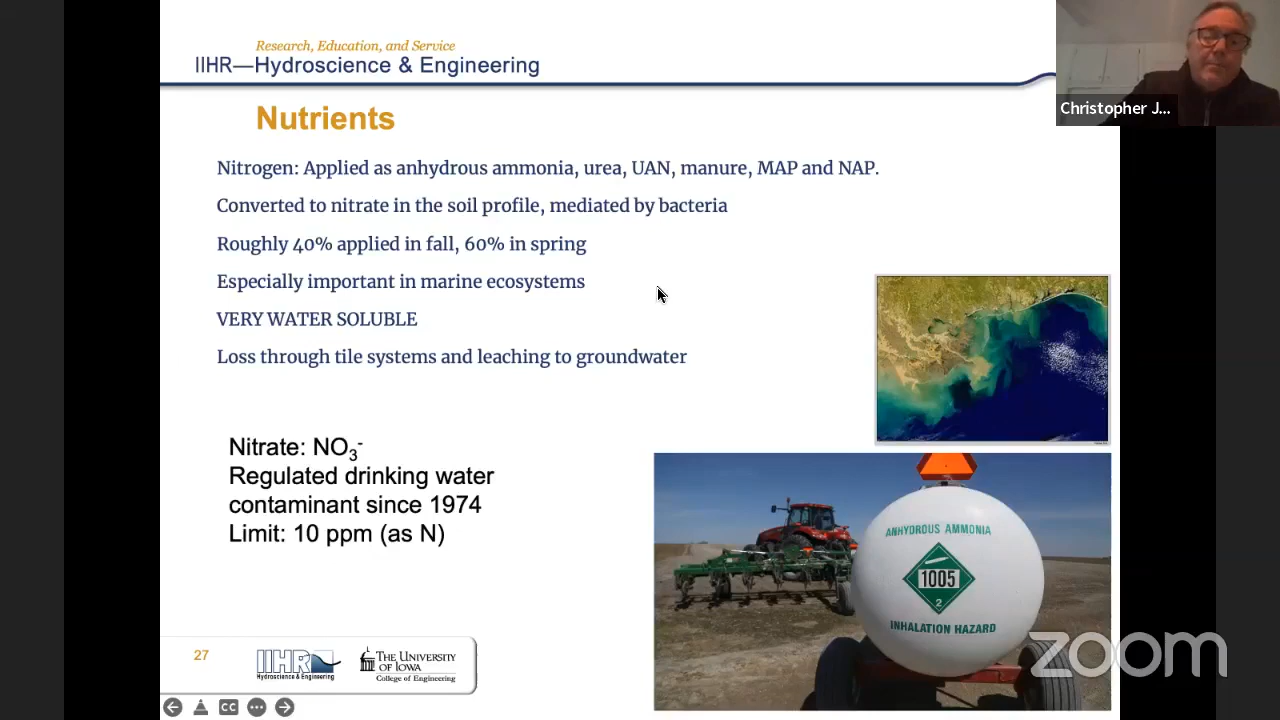 Research, Education, and Service
IIHR—Hydroscience & Engineering
Christopher J...
Nutrients
Nitrogen: Applied as anhydrous ammonia, urea, UAN, manure, MAP and NAP.
Converted to nitrate in the soil profile, mediated by bacteria
Roughly 40% applied in fall, 60% in spring
Especially important in marine ecosystems
VERY WATER SOLUBLE
Loss through tile systems and leaching to groundwater
Nitrate: NO₃⁻
Regulated drinking water
contaminant since 1974
Limit: 10 ppm (as N)
ANHYDROUS AMMONIA
1005
2
INHALATION HAZARD
27
IIHR
Hydroscience & Engineering
THE UNIVERSITY
OF IOWA
College of Engineering
CC
zoom